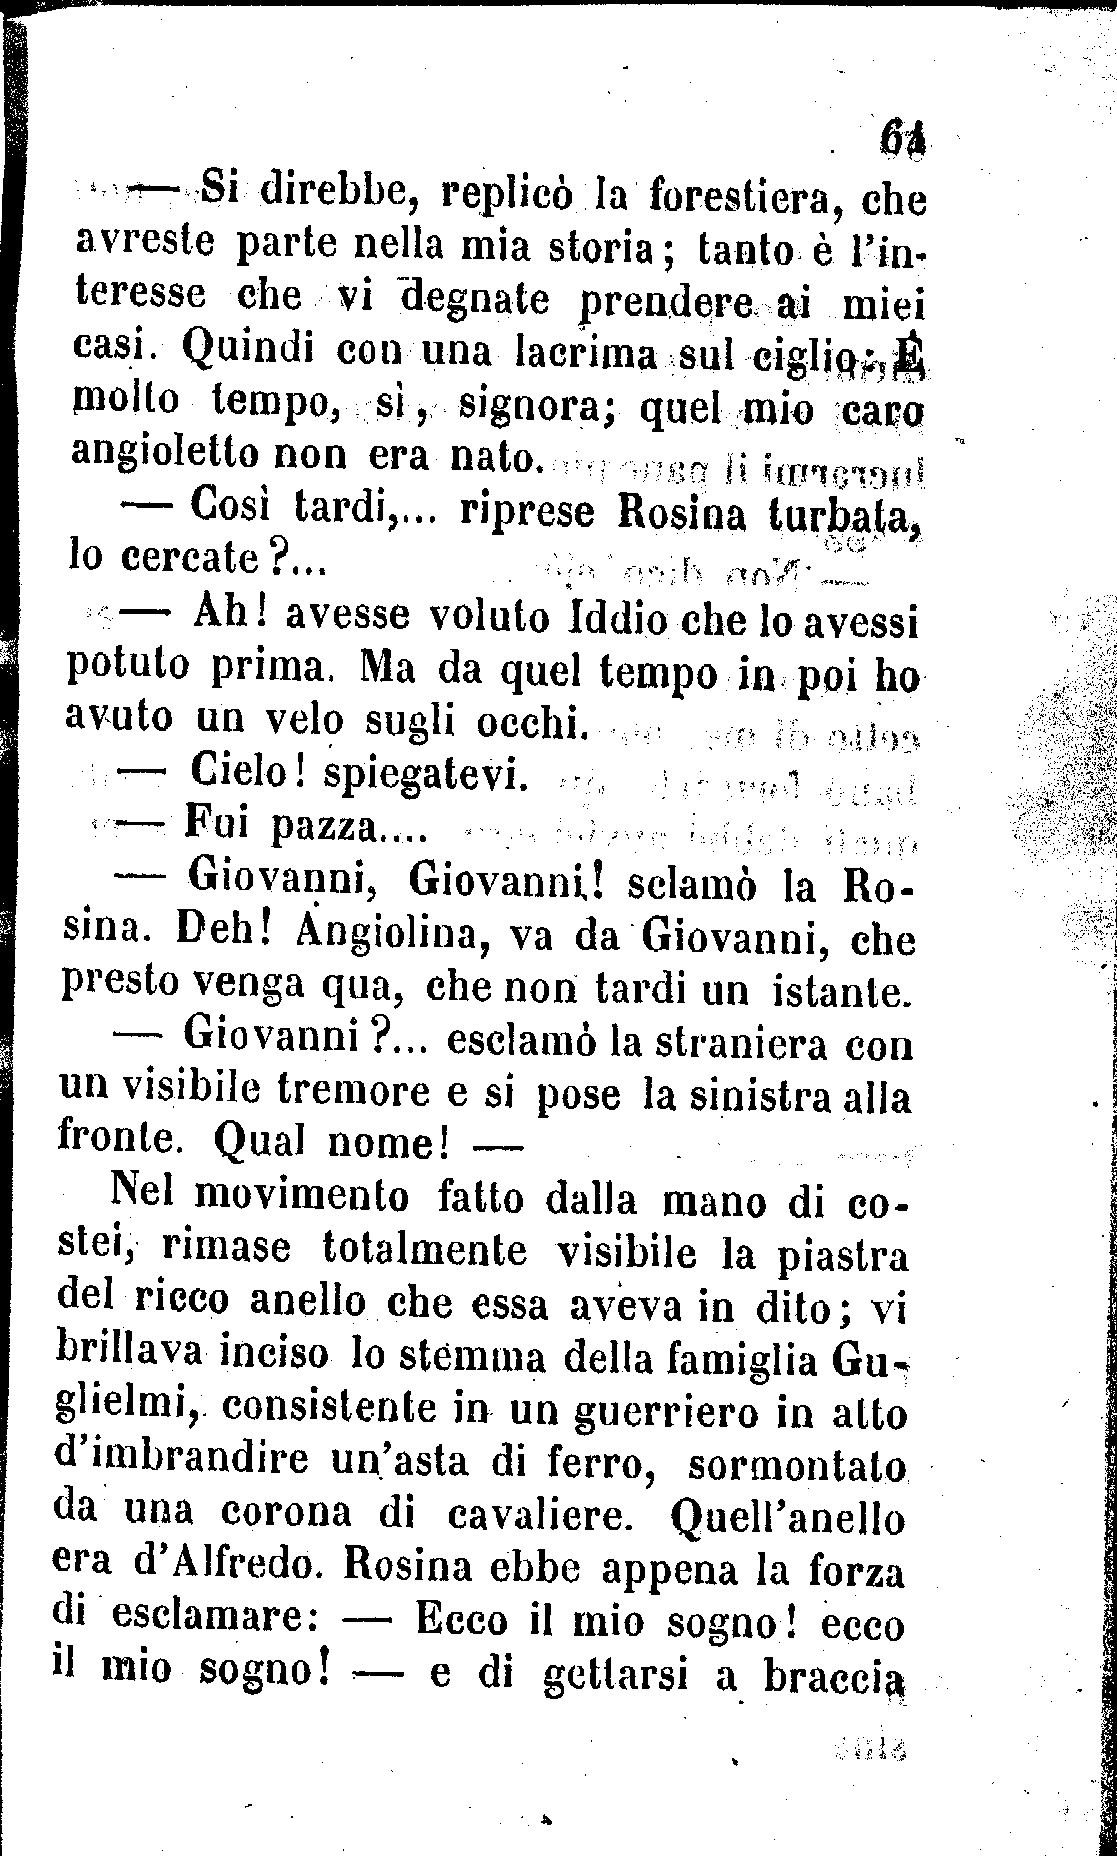 61
— Si direbbe, replicò la forestiera, che
avreste parte nella mia storia; tanto è l'in-
teresse che vi degnate prendere ai miei
casi. Quindi con una lacrima sul ciglio: È
molto tempo, sì, signora; quel mio caro
angioletto non era nato.
— Così tardi,... riprese Rosina turbata,
lo cercate?...
— Ah! avesse voluto Iddio che lo avessi
potuto prima. Ma da quel tempo in poi ho
avuto un velo sugli occhi.
— Cielo! spiegatevi.
— Fui pazza....
— Giovanni, Giovanni! sclamò la Ro-
sina. Deh! Angiolina, va da Giovanni, che
presto venga qua, che non tardi un istante.
— Giovanni?... esclamò la straniera con
un visibile tremore e si pose la sinistra alla
fronte. Qual nome! —
Nel movimento fatto dalla mano di co-
stei, rimase totalmente visibile la piastra
del ricco anello che essa aveva in dito; vi
brillava inciso lo stemma della famiglia Gu-
glielmi, consistente in un guerriero in atto
d'imbrandire un'asta di ferro, sormontato
da una corona di cavaliere. Quell'anello
era d'Alfredo. Rosina ebbe appena la forza
di esclamare: — Ecco il mio sogno! ecco
il mio sogno! — e di gettarsi a braccia